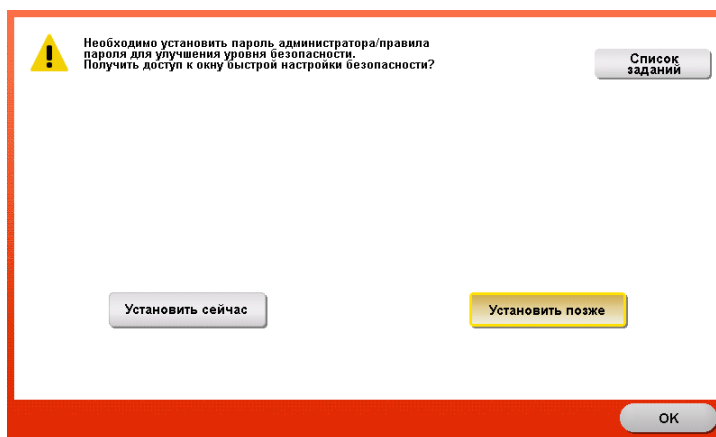 Необходимо установить пароль администратора/правила
пароля для улучшения уровня безопасности.
Получить доступ к окну быстрой настройки безопасности?
Список
заданий
Установить сейчас
Установить позже
OK